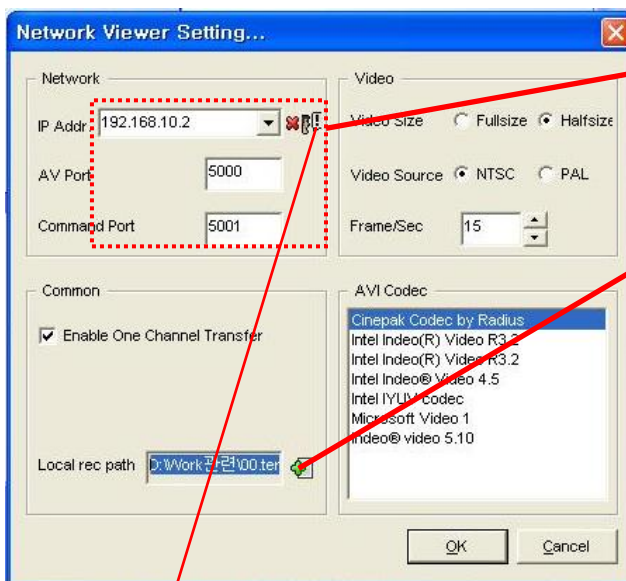 Network Viewer Setting...
Network
IP Addr. 192.168.10.2
AV Port 5000
Command Port 5001
Video
Video Size Fullsize Halfsize
Video Source NTSC PAL
Frame/Sec 15
Common
Enable One Channel Transfer
Local rec path D:\Work관련\00.ter
AVI Codec
Cinepak Codec by Radius
Intel Indeo(R) Video R3.2
Intel Indeo(R) Video R3.2
Intel Indeo® Video 4.5
Intel IYUV codec
Microsoft Video 1
Indeo® video 5.10
OK Cancel